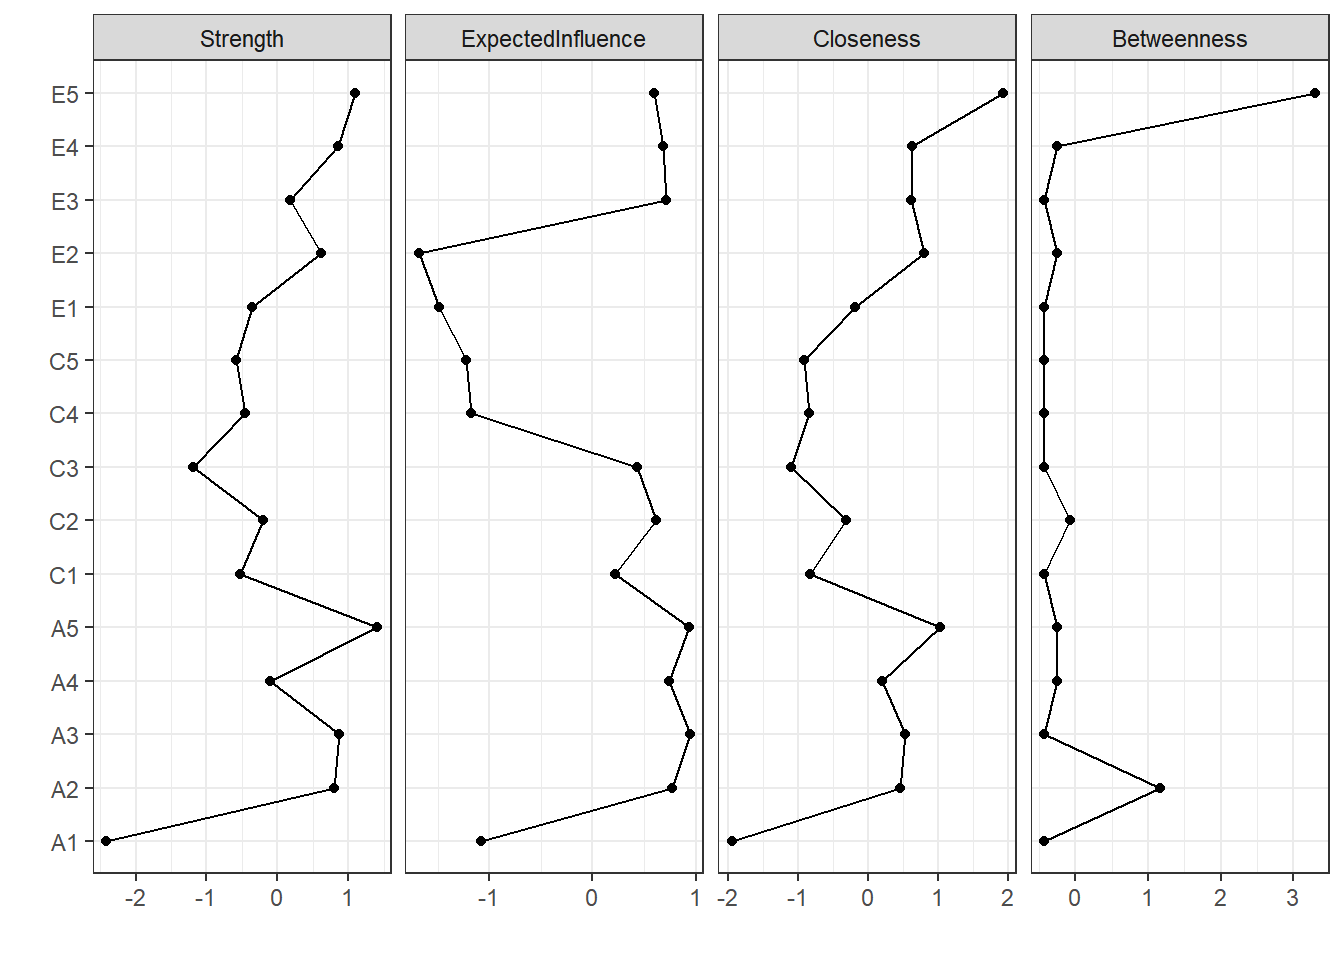 Strength ExpectedInfluence Closeness Betweenness
E5
E4
E3
E2
E1
C5
C4
C3
C2
C1
A5
A4
A3
A2
A1
-2 -1 0 1 -1 0 1 -2 -1 0 1 2 0 1 2 3